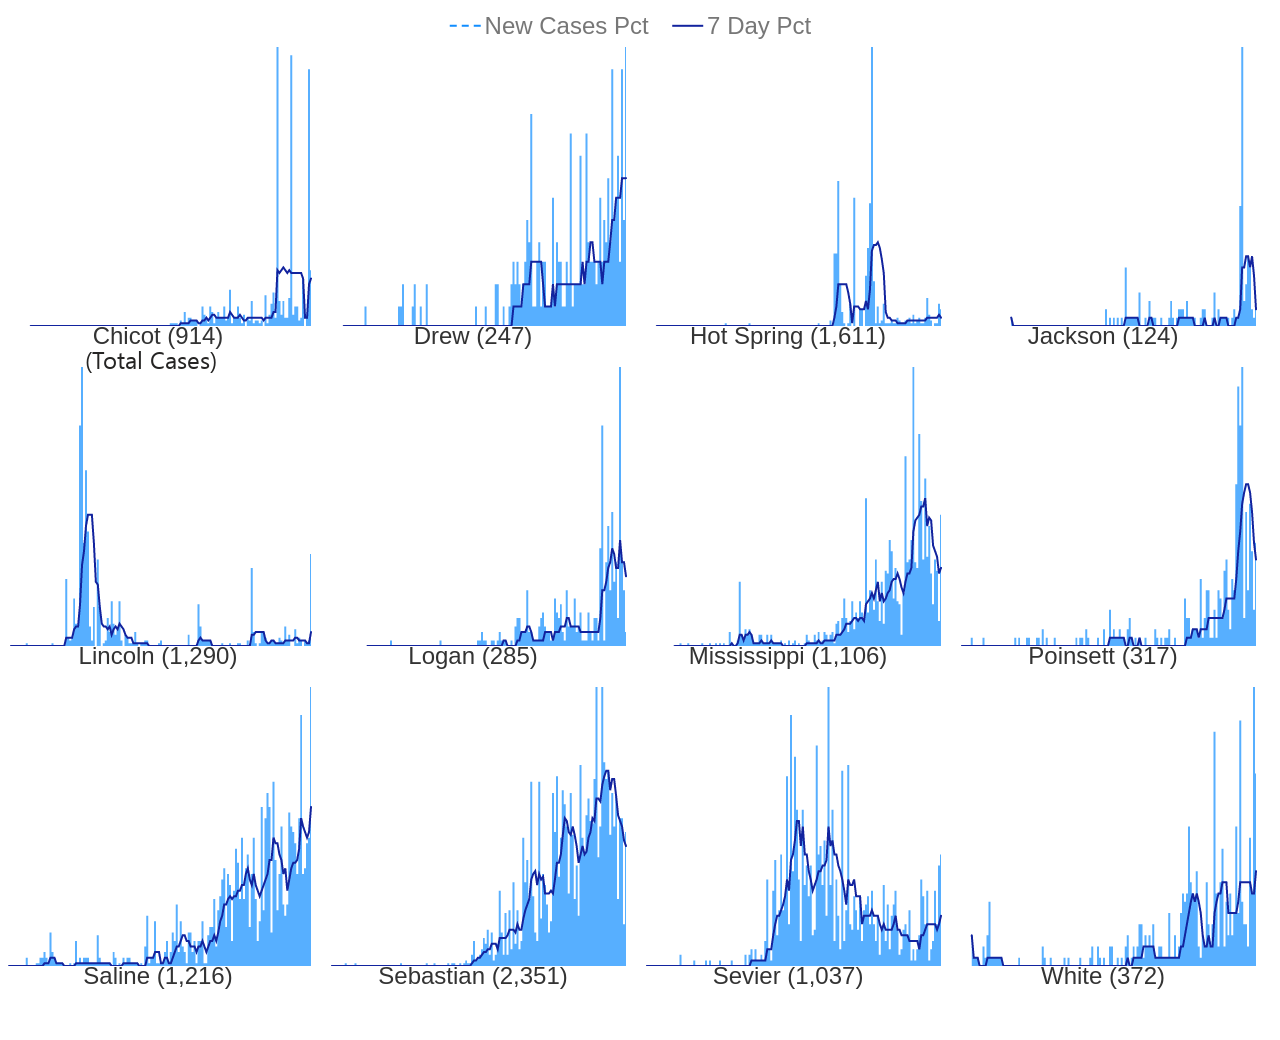 New Cases Pct 7 Day Pct
Chicot (914) Drew (247) Hot Spring (1,611) Jackson (124)
(Total Cases)
Lincoln (1,290) Logan (285) Mississippi (1,106) Poinsett (317)
Saline (1,216) Sebastian (2,351) Sevier (1,037) White (372)